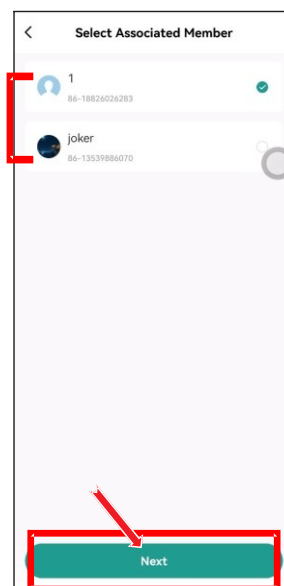 Select Associated Member
1
86-18826026283
joker
86-13539886070
Next